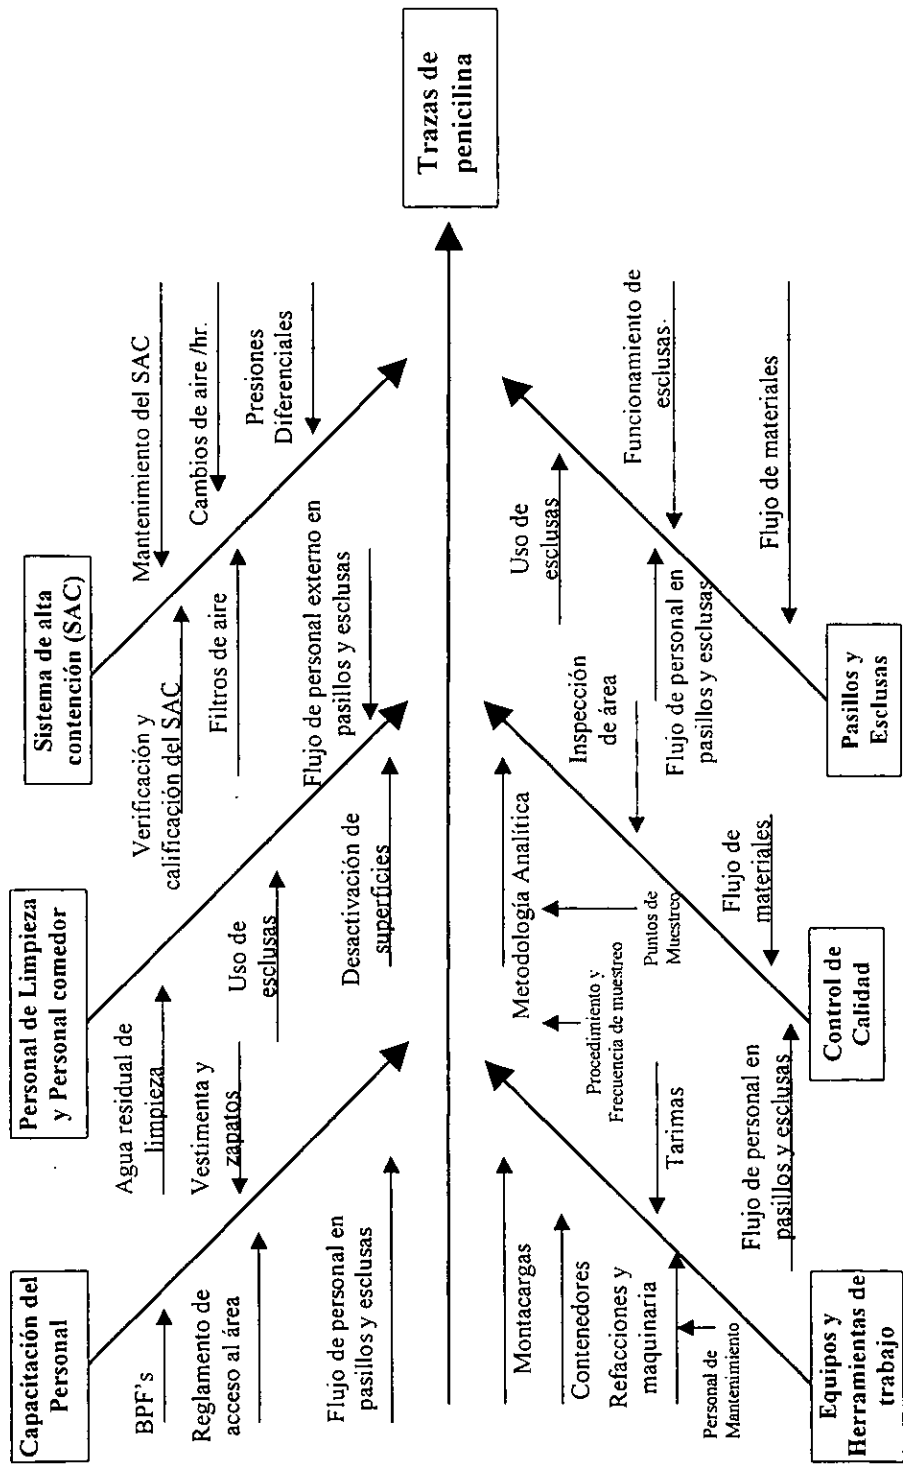 Capacitación del
Personal
Personal de Limpieza
y Personal comedor
Sistema de alta
contención (SAC)
BPF's
Reglamento de
acceso al área
Flujo de personal en
pasillos y esclusas
Vestimenta y
zapatos
Agua residual de
limpieza
Uso de
esclusas
Desactivación de
superficies
Flujo de personal externo en
pasillos y esclusas
Verificación y
calificación del SAC
Filtros de aire
Mantenimiento del SAC
Cambios de aire /hr.
Presiones
Diferenciales
Trazas de
penicilina
Montacargas
Contenedores
Refacciones y
maquinaria
Personal de
Mantenimiento
Tarimas
Metodología Analítica
Procedimiento y
Frecuencia de muestreo
Puntos de
Muestreo
Inspección
de área
Flujo de personal en
pasillos y esclusas
Flujo de
materiales
Uso de
esclusas
Flujo de personal en
pasillos y esclusas
Funcionamiento de
esclusas.
Flujo de materiales
Equipos y
Herramientas de
trabajo
Control de
Calidad
Pasillos y
Esclusas